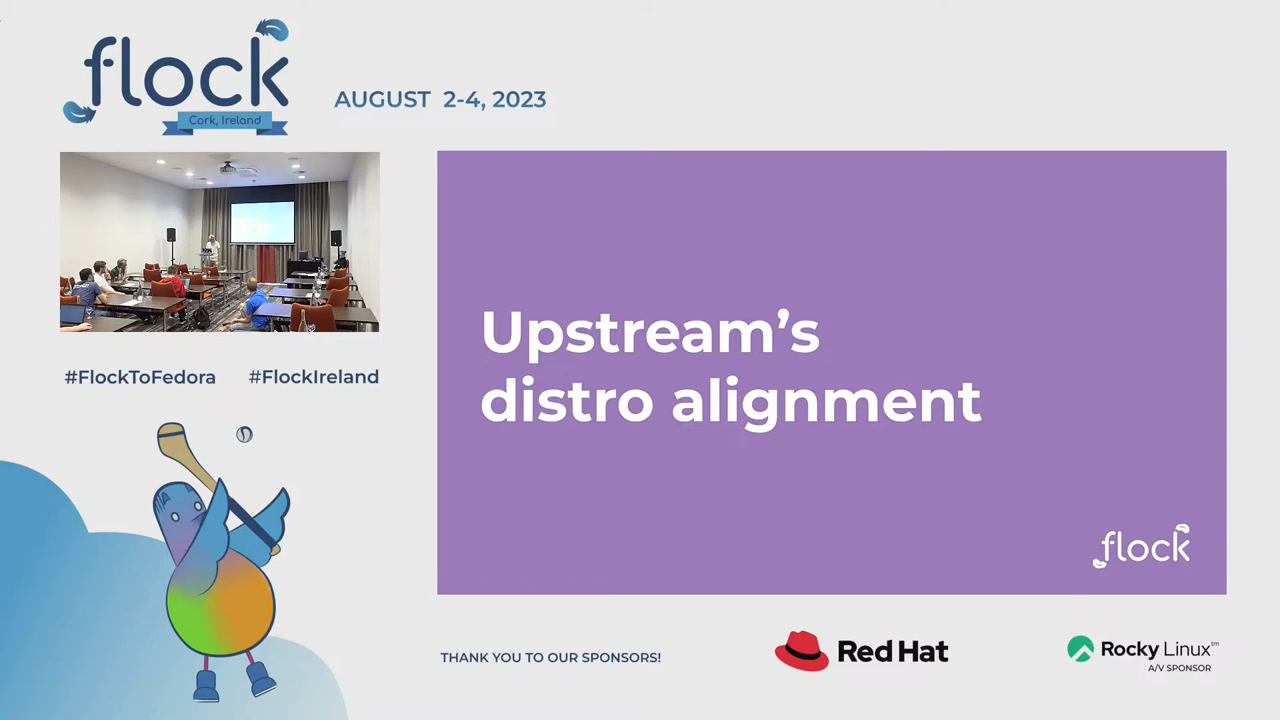 flock
Cork, Ireland
AUGUST 2-4, 2023
#FlockToFedora #FlockIreland
Upstream’s
distro alignment
flock
THANK YOU TO OUR SPONSORS!
Red Hat
Rocky Linux™
A/V SPONSOR